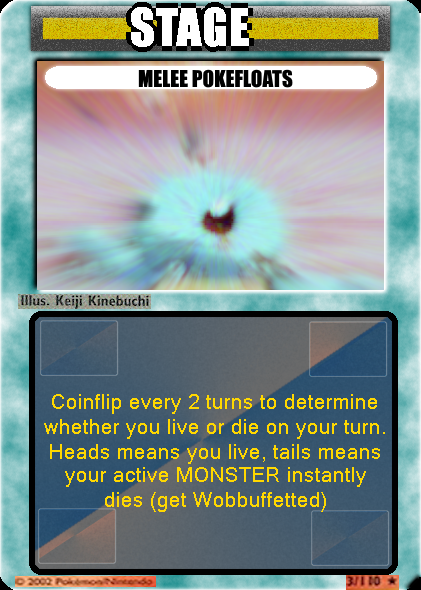 STAGE
MELEE POKEFLOATS
Illus. Keiji Kinebuchi
Coinflip every 2 turns to determine
whether you live or die on your turn.
Heads means you live, tails means
your active MONSTER instantly
dies (get Wobbuffetted)
© 2002 Pokémon/Nintendo
3/110 ★